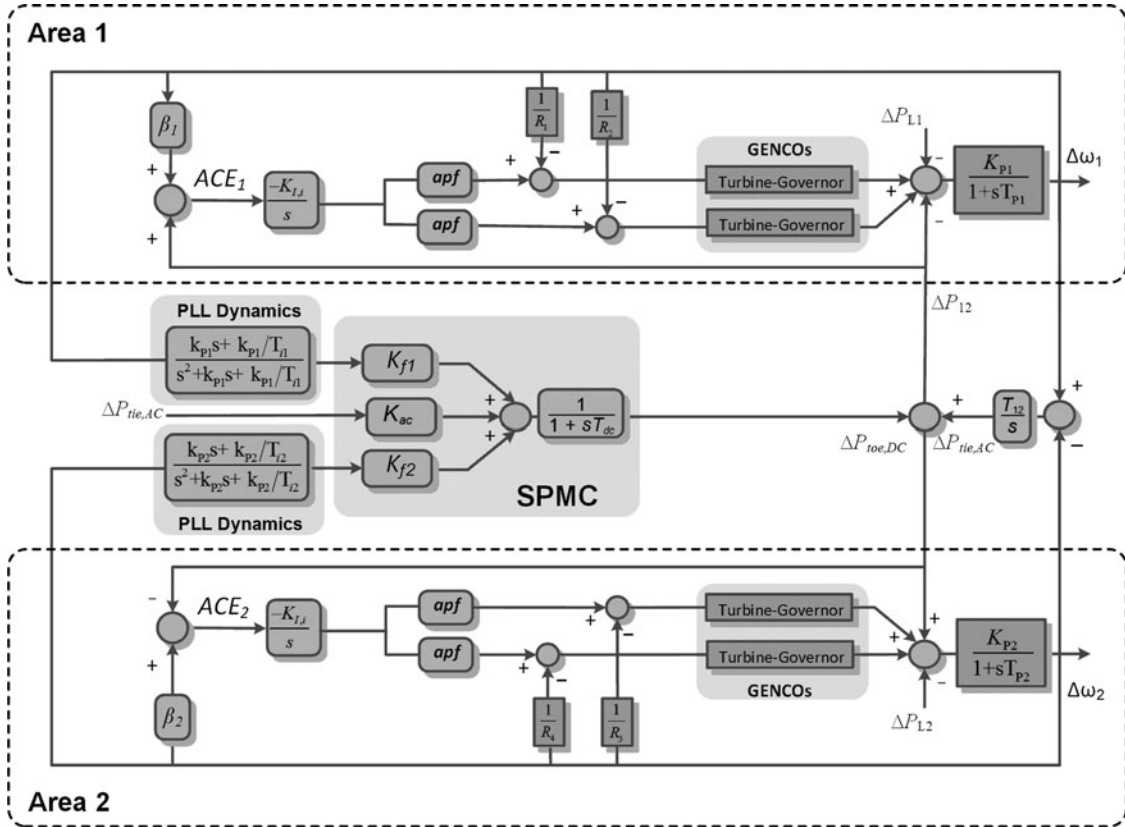 Area 1
β1
1
R1
1
R2
ΔPL1
GENCOs
KP1
1+sTP1
Δω1
+
ACE1
-KI,i
s
apf
+
−
Turbine-Governor
+
−
+
apf
+
−
Turbine-Governor
−
ΔP12
PLL Dynamics
kP1s+ kP1/Ti1
s²+kP1s+ kP1/Ti1
Kf1
ΔPtie,AC
Kac
+
+
1
1 + sTdc
ΔPtoe,DC
+
ΔPtie,AC
T12
s
+
−
kP2s+ kP2/Ti2
s²+kP2s+ kP2/Ti2
Kf2
PLL Dynamics
SPMC
−
ACE2
-KI,i
s
apf
+
−
Turbine-Governor
+
+
KP2
1+sTP2
+
apf
+
−
Turbine-Governor
+
−
GENCOs
Δω2
β2
1
R4
1
R3
ΔPL2
Area 2